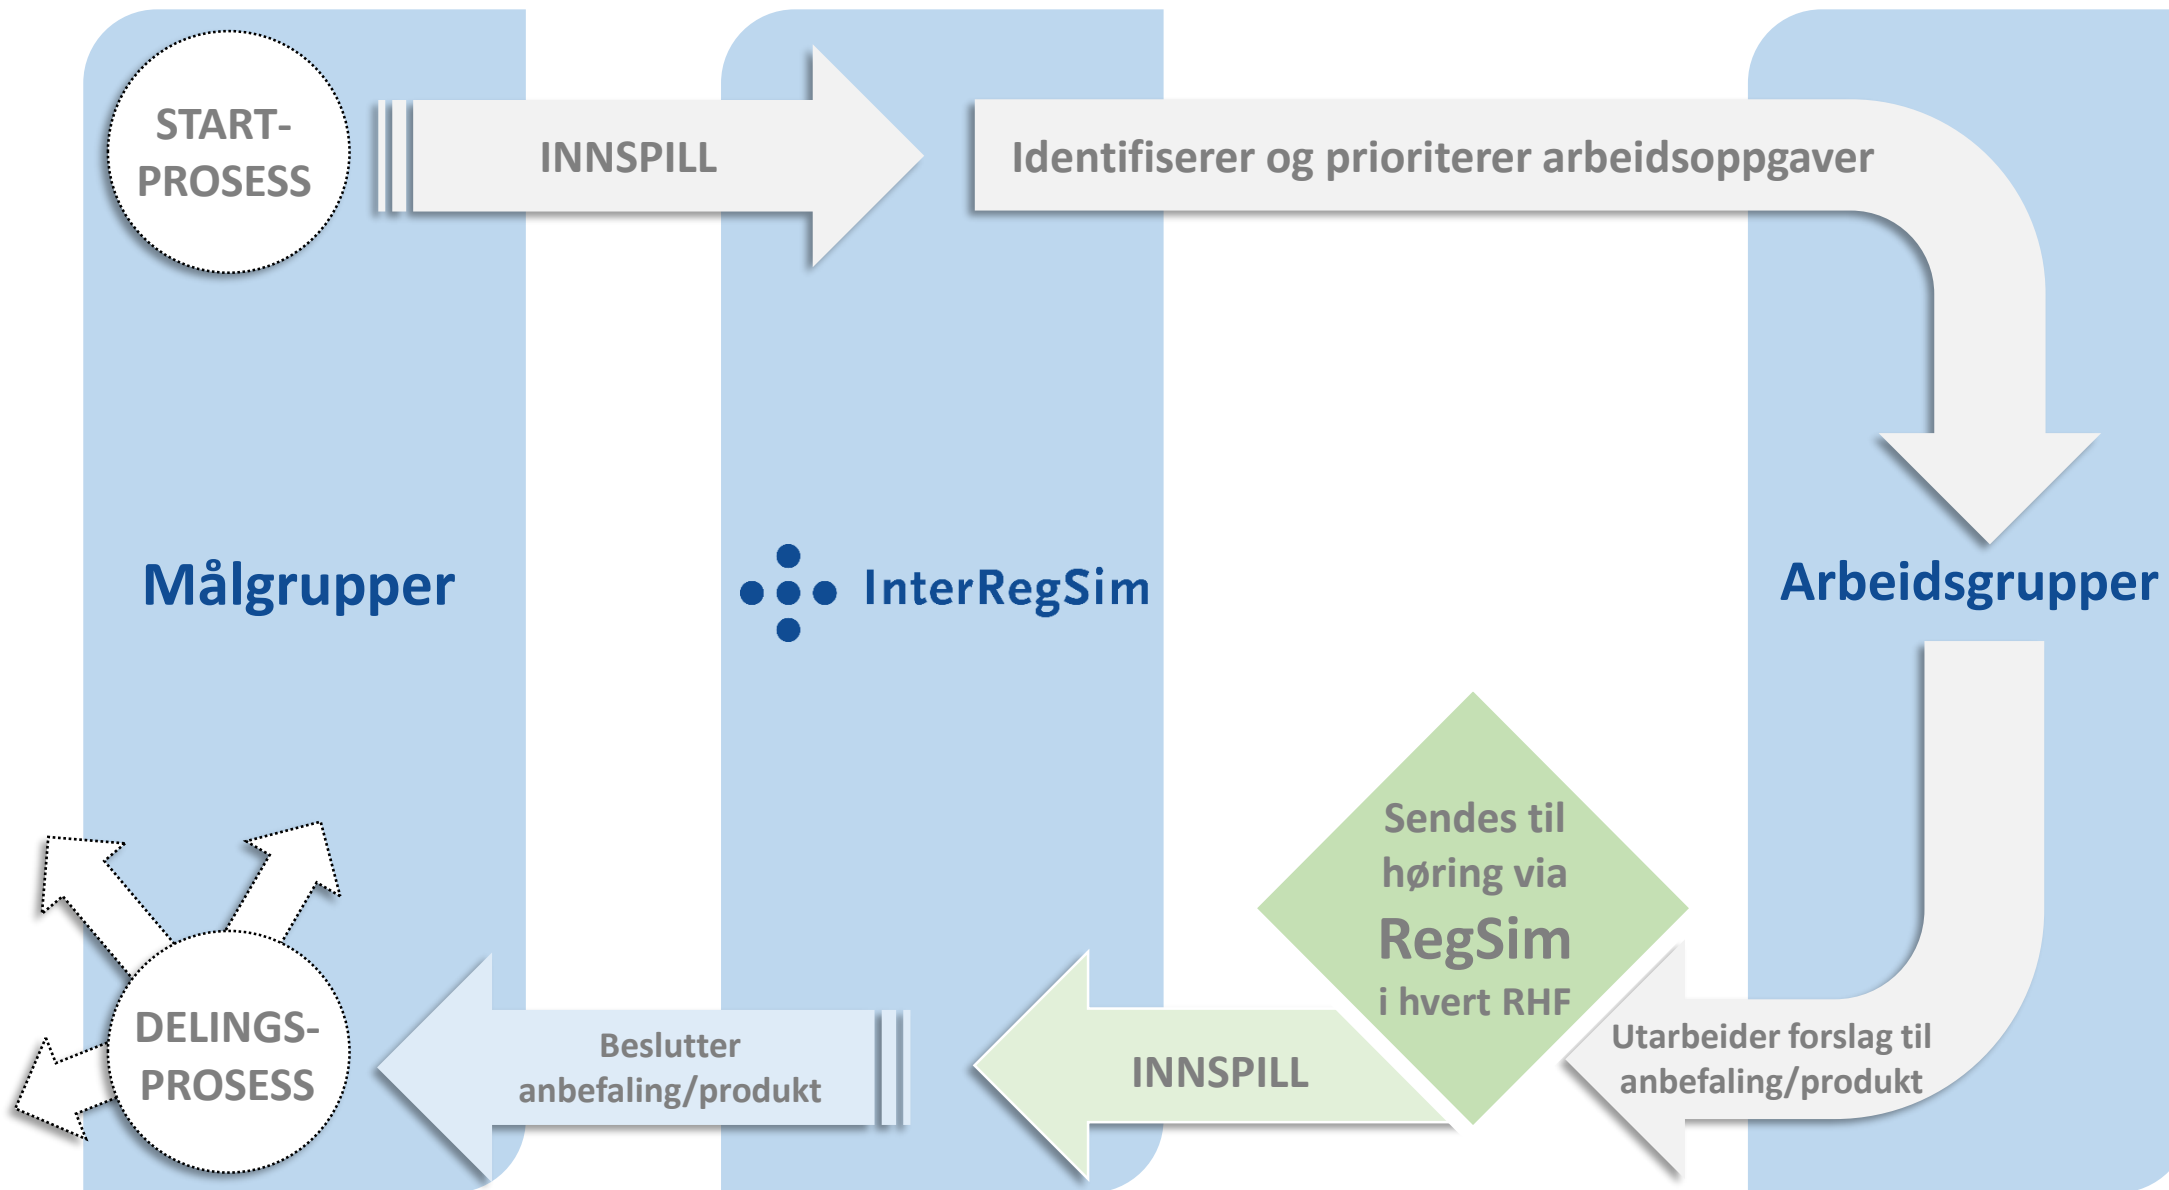 START-
PROSESS
INNSPILL
Identifiserer og prioriterer arbeidsoppgaver
Målgrupper
InterRegSim
Arbeidsgrupper
Sendes til
høring via
RegSim
i hvert RHF
Utarbeider forslag til
anbefaling/produkt
INNSPILL
Beslutter
anbefaling/produkt
DELINGS-
PROSESS